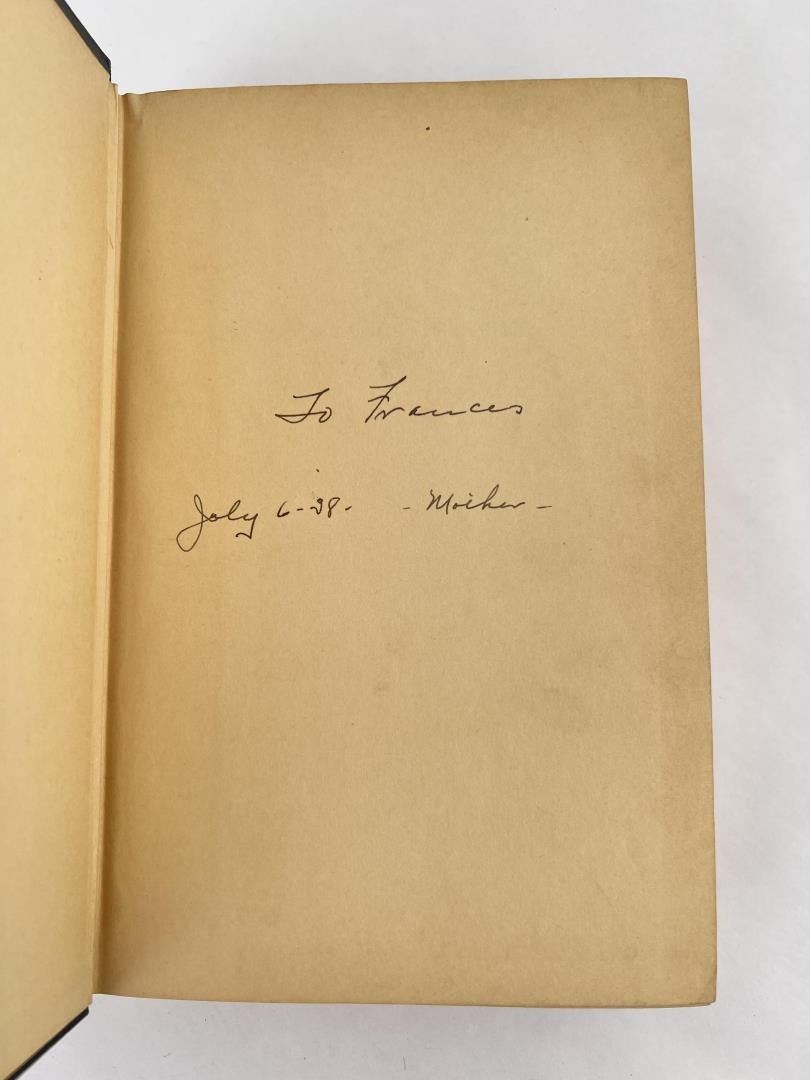 To Frances
July 6-38- - Mother -